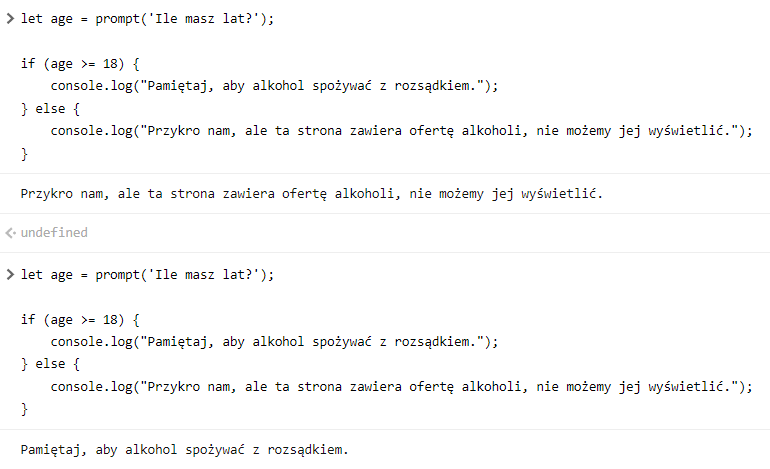 let age = prompt('Ile masz lat?');
if (age >= 18) {
console.log("Pamiętaj, aby alkohol spożywać z rozsądkiem.");
} else {
console.log("Przykro nam, ale ta strona zawiera ofertę alkoholi, nie możemy jej wyświetlić.");
}
Przykro nam, ale ta strona zawiera ofertę alkoholi, nie możemy jej wyświetlić.
undefined
let age = prompt('Ile masz lat?');
if (age >= 18) {
console.log("Pamiętaj, aby alkohol spożywać z rozsądkiem.");
} else {
console.log("Przykro nam, ale ta strona zawiera ofertę alkoholi, nie możemy jej wyświetlić.");
}
Pamiętaj, aby alkohol spożywać z rozsądkiem.